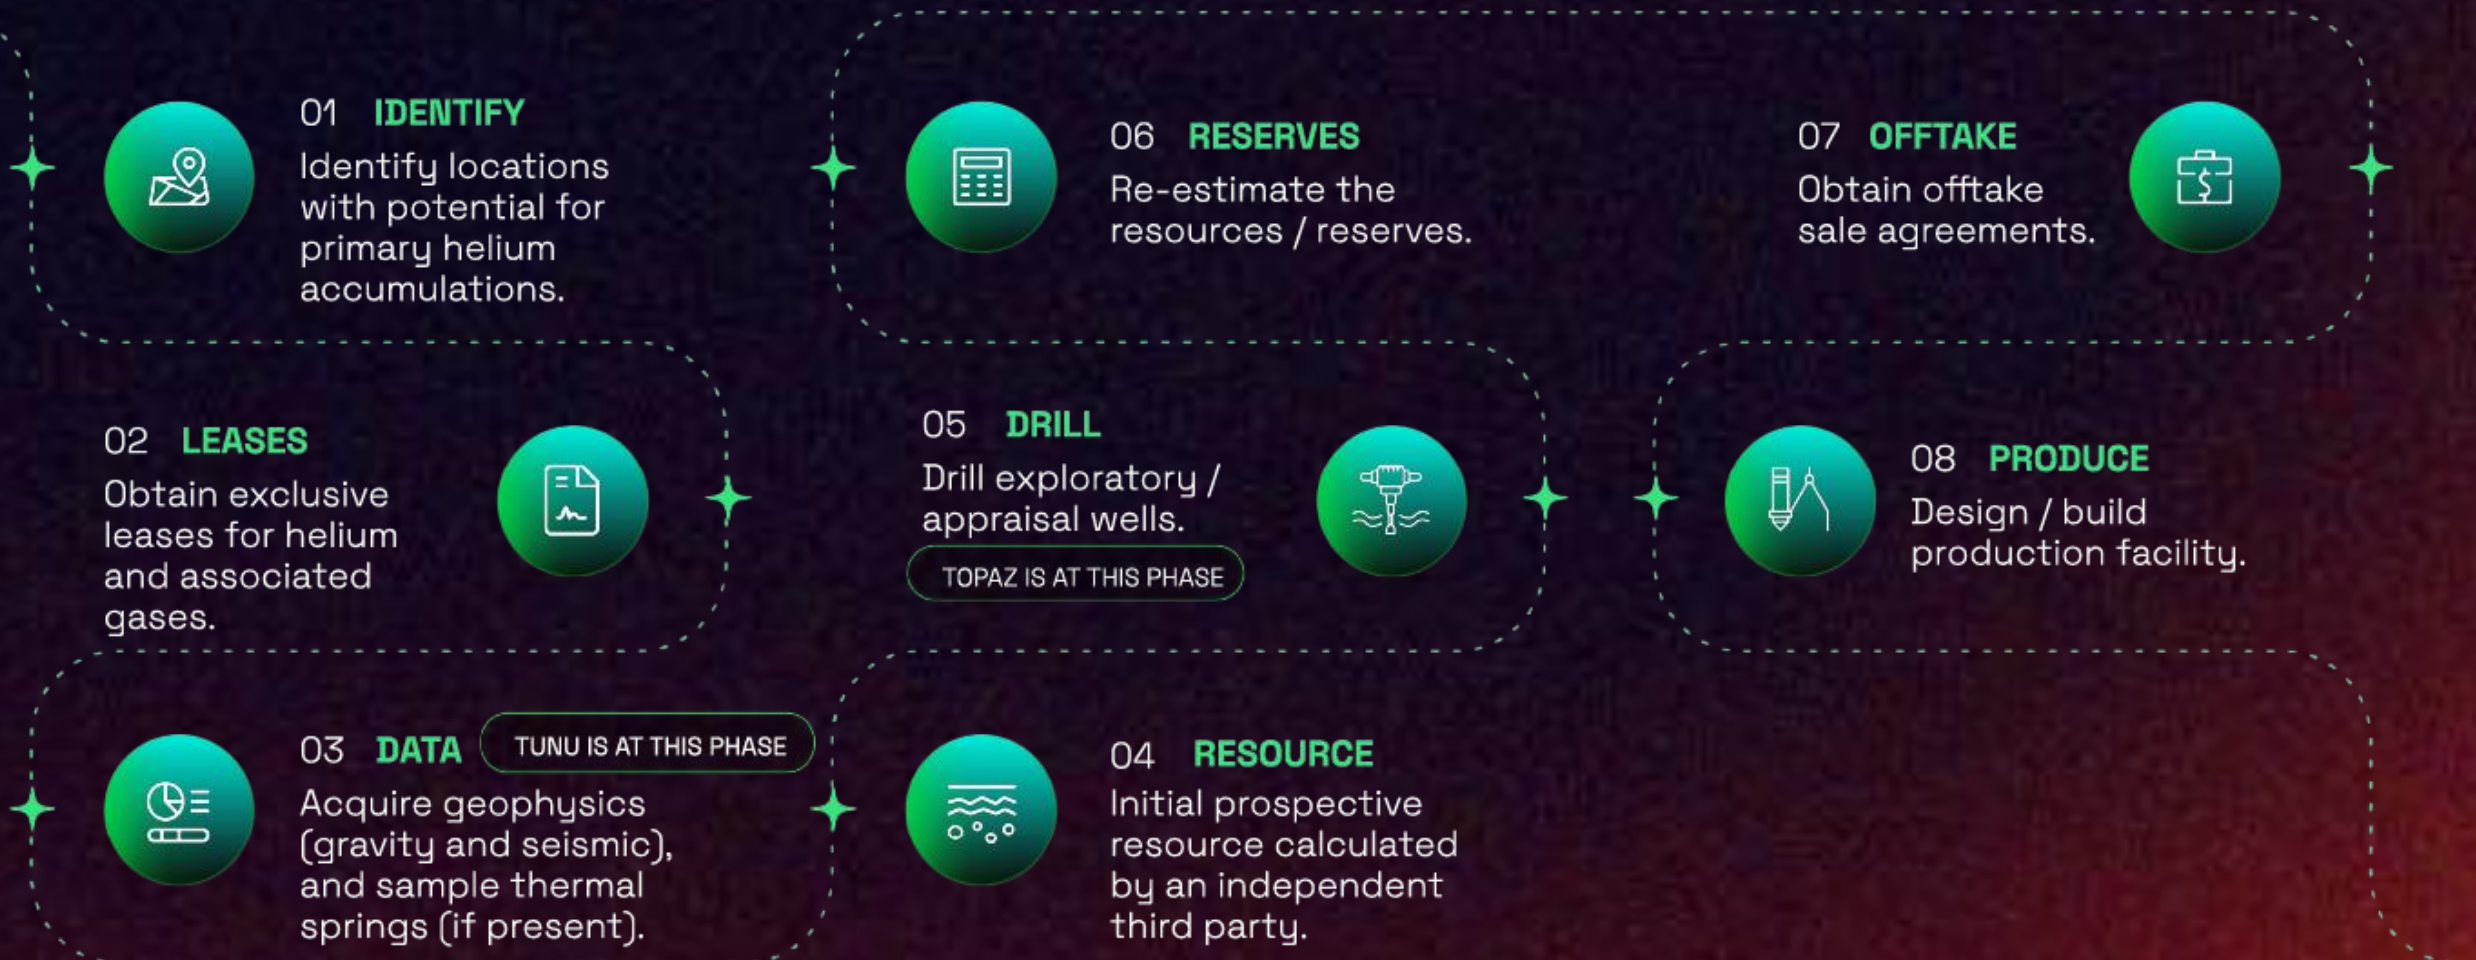 01 IDENTIFY
Identify locations
with potential for
primary helium
accumulations.
02 LEASES
Obtain exclusive
leases for helium
and associated
gases.
03 DATA
TUNU IS AT THIS PHASE
Acquire geophysics
(gravity and seismic),
and sample thermal
springs (if present).
04 RESOURCE
Initial prospective
resource calculated
by an independent
third party.
05 DRILL
Drill exploratory /
appraisal wells.
TOPAZ IS AT THIS PHASE
06 RESERVES
Re-estimate the
resources / reserves.
07 OFFTAKE
Obtain offtake
sale agreements.
08 PRODUCE
Design / build
production facility.